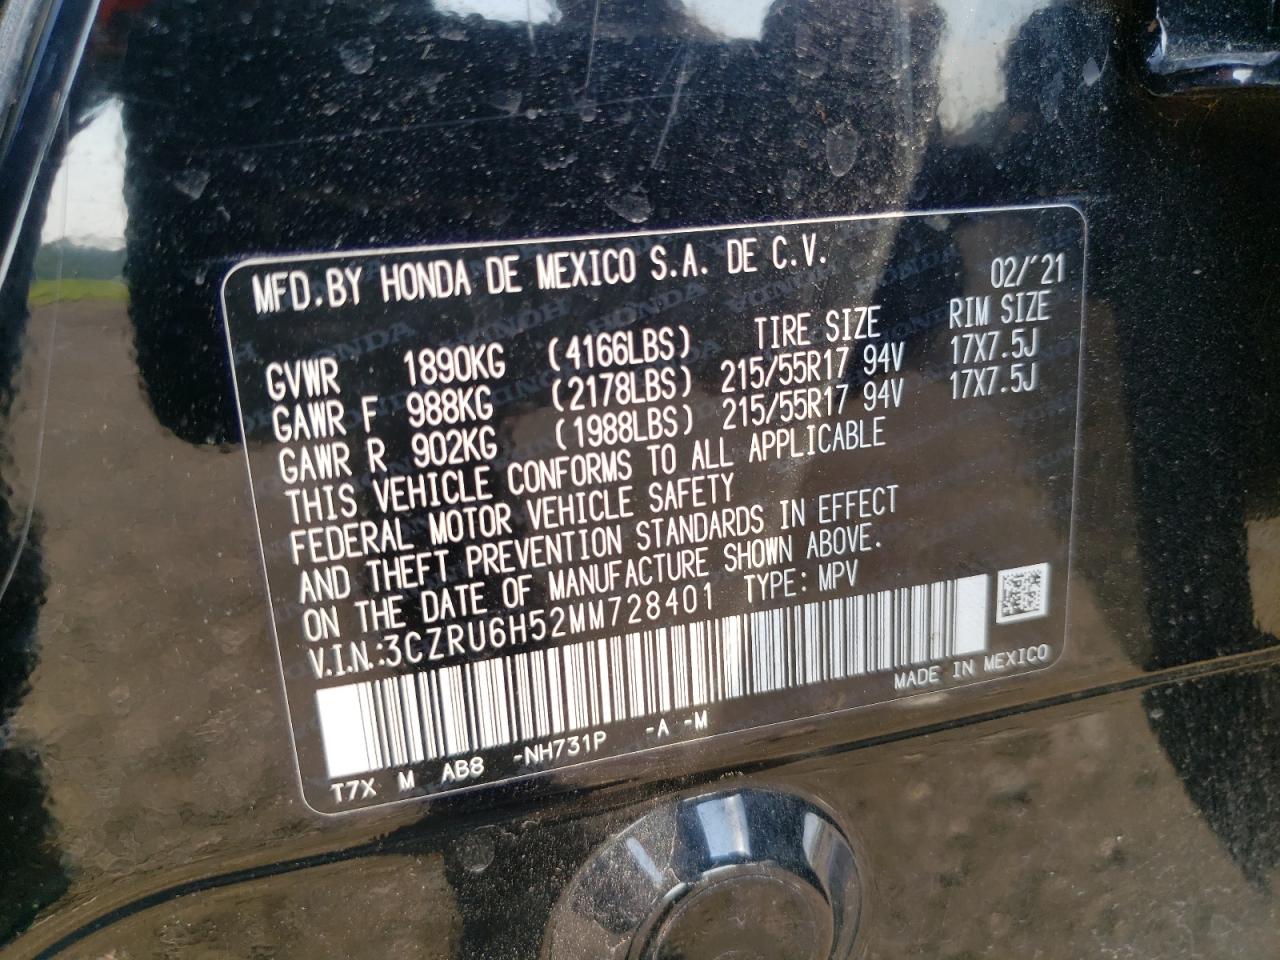 MFD.BY HONDA DE MEXICO S.A. DE C.V.
02/'21
TIRE SIZE RIM SIZE
GVWR 1890KG (4166LBS)
GAWR F 988KG (2178LBS) 215/55R17 94V 17X7.5J
GAWR R 902KG (1988LBS) 215/55R17 94V 17X7.5J
THIS VEHICLE CONFORMS TO ALL APPLICABLE
FEDERAL MOTOR VEHICLE SAFETY
AND THEFT PREVENTION STANDARDS IN EFFECT
ON THE DATE OF MANUFACTURE SHOWN ABOVE.
V.I.N.:3CZRU6H52MM728401 TYPE: MPV
MADE IN MEXICO
T7X M AB8 -NH731P -A -M